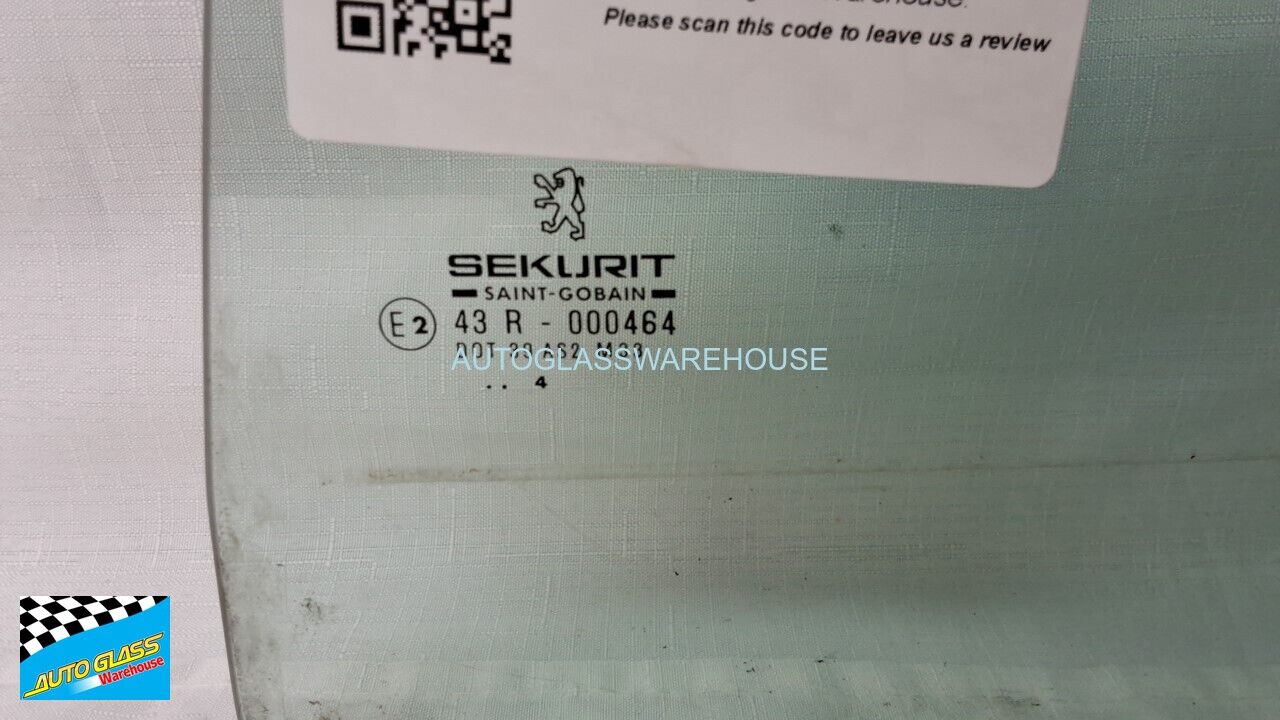 Please scan this code to leave us a review
SEKURIT
SAINT-GOBAIN
E2 43 R - 000464
DOT
AUTOGLASSWAREHOUSE
.. 4
AUTO GLASS
Warehouse